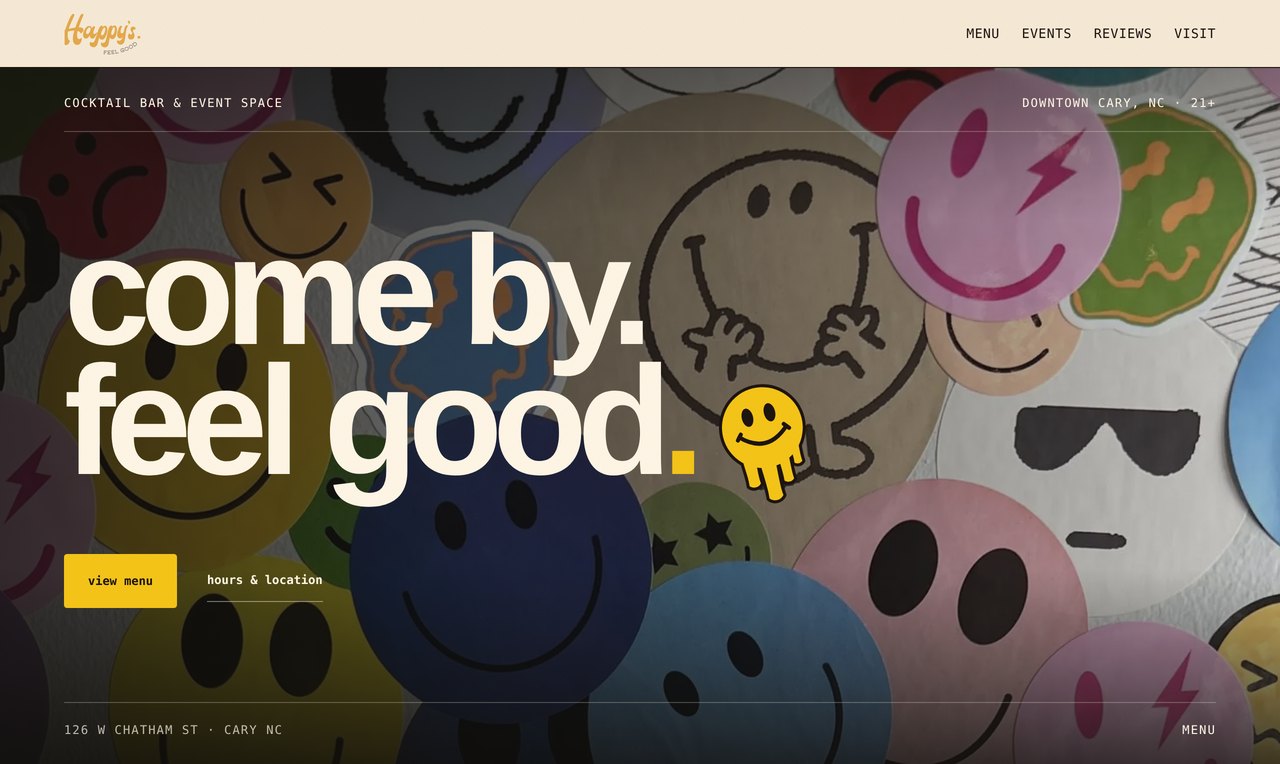 Happy's.
FEEL GOOD
MENU EVENTS REVIEWS VISIT
COCKTAIL BAR & EVENT SPACE
DOWNTOWN CARY, NC · 21+
come by.
feel good.
view menu
hours & location
126 W CHATHAM ST · CARY NC
MENU